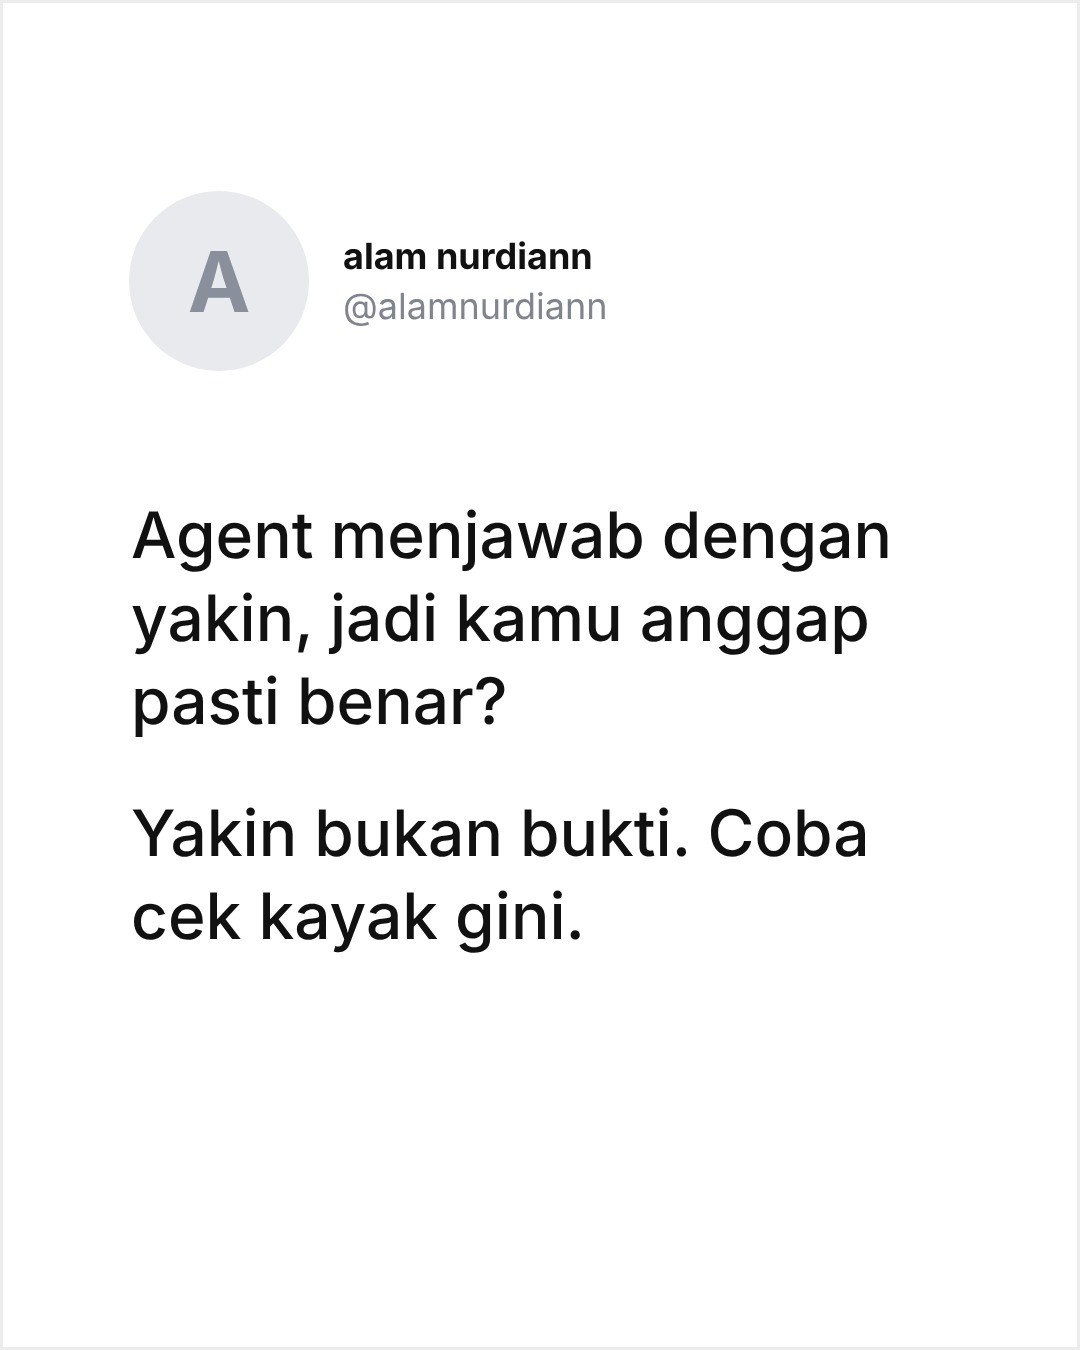 A
alam nurdiann
@alamnurdiann
Agent menjawab dengan
yakin, jadi kamu anggap
pasti benar?
Yakin bukan bukti. Coba
cek kayak gini.